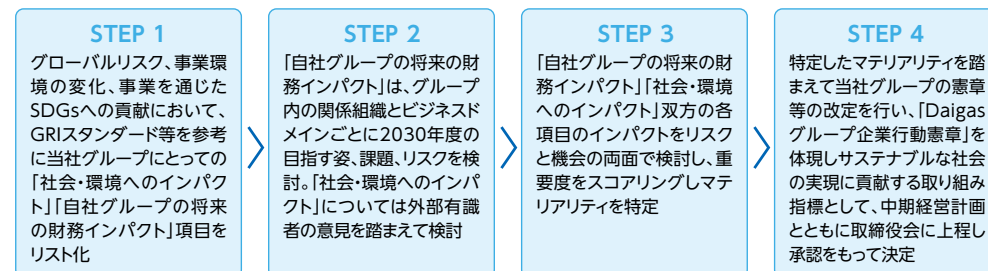 STEP 1
グローバルリスク、事業環
境の変化、事業を通じた
SDGsへの貢献において、
GRIスタンダード等を参考
に当社グループにとっての
「社会・環境へのインパク
ト」「自社グループの将来
の財務インパクト」項目を
リスト化
STEP 2
「自社グループの将来の財
務インパクト」は、グループ
内の関係組織とビジネスド
メインごとに2030年度の
目指す姿、課題、リスクを検
討。「社会・環境へのインパ
クト」については外部有識
者の意見を踏まえて検討
STEP 3
「自社グループの将来の財
務インパクト」「社会・環境
へのインパクト」双方の各
項目のインパクトをリスク
と機会の両面で検討し、重
要度をスコアリングしマテ
リアリティを特定
STEP 4
特定したマテリアリティを踏
まえて当社グループの憲章
等の改定を行い、「Daigas
グループ企業行動憲章」を
体現しサステナブルな社会
の実現に貢献する取り組み
指標として、中期経営計画
とともに取締役会に上程し
承認をもって決定